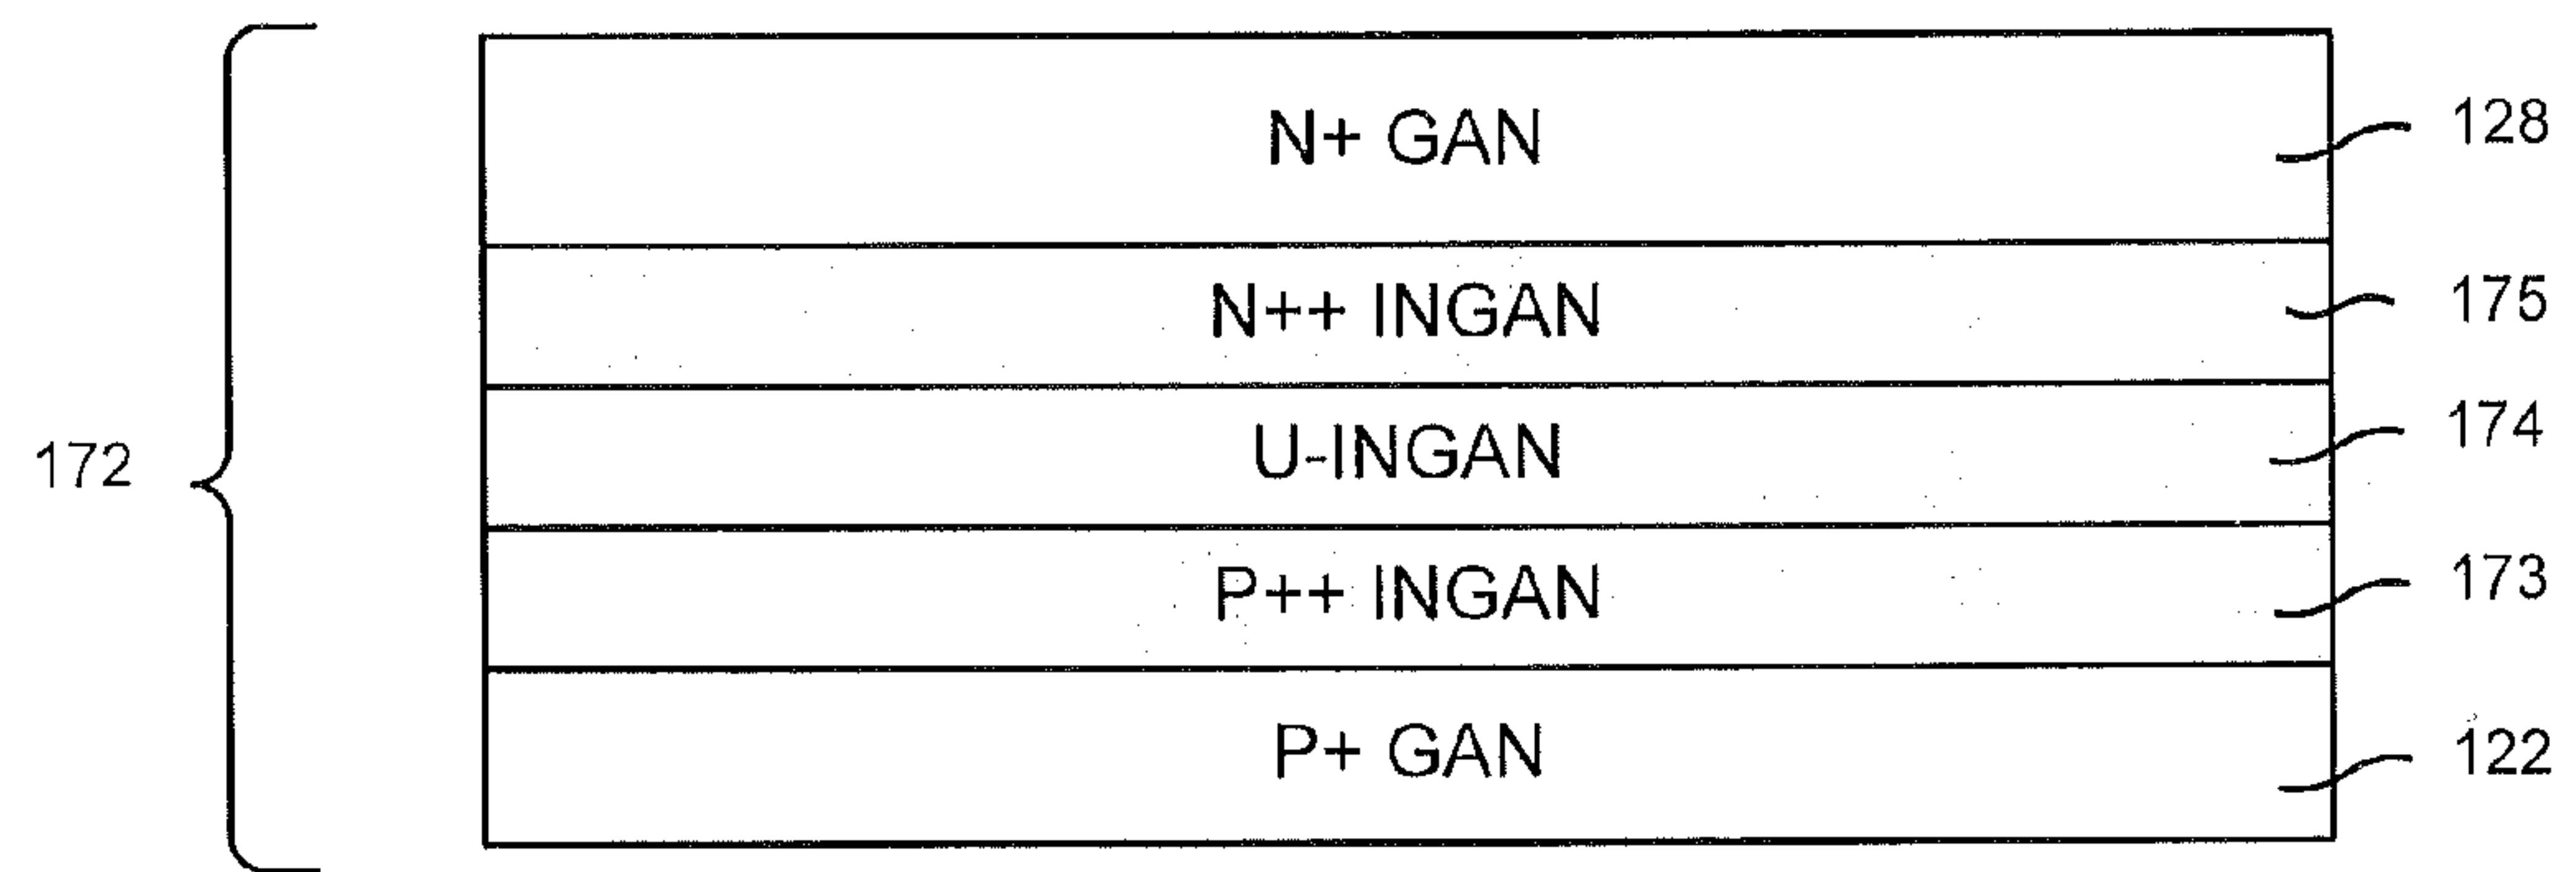 N+ GAN 128
N++ INGAN 175
172 U-INGAN 174
P++ INGAN 173
P+ GAN 122